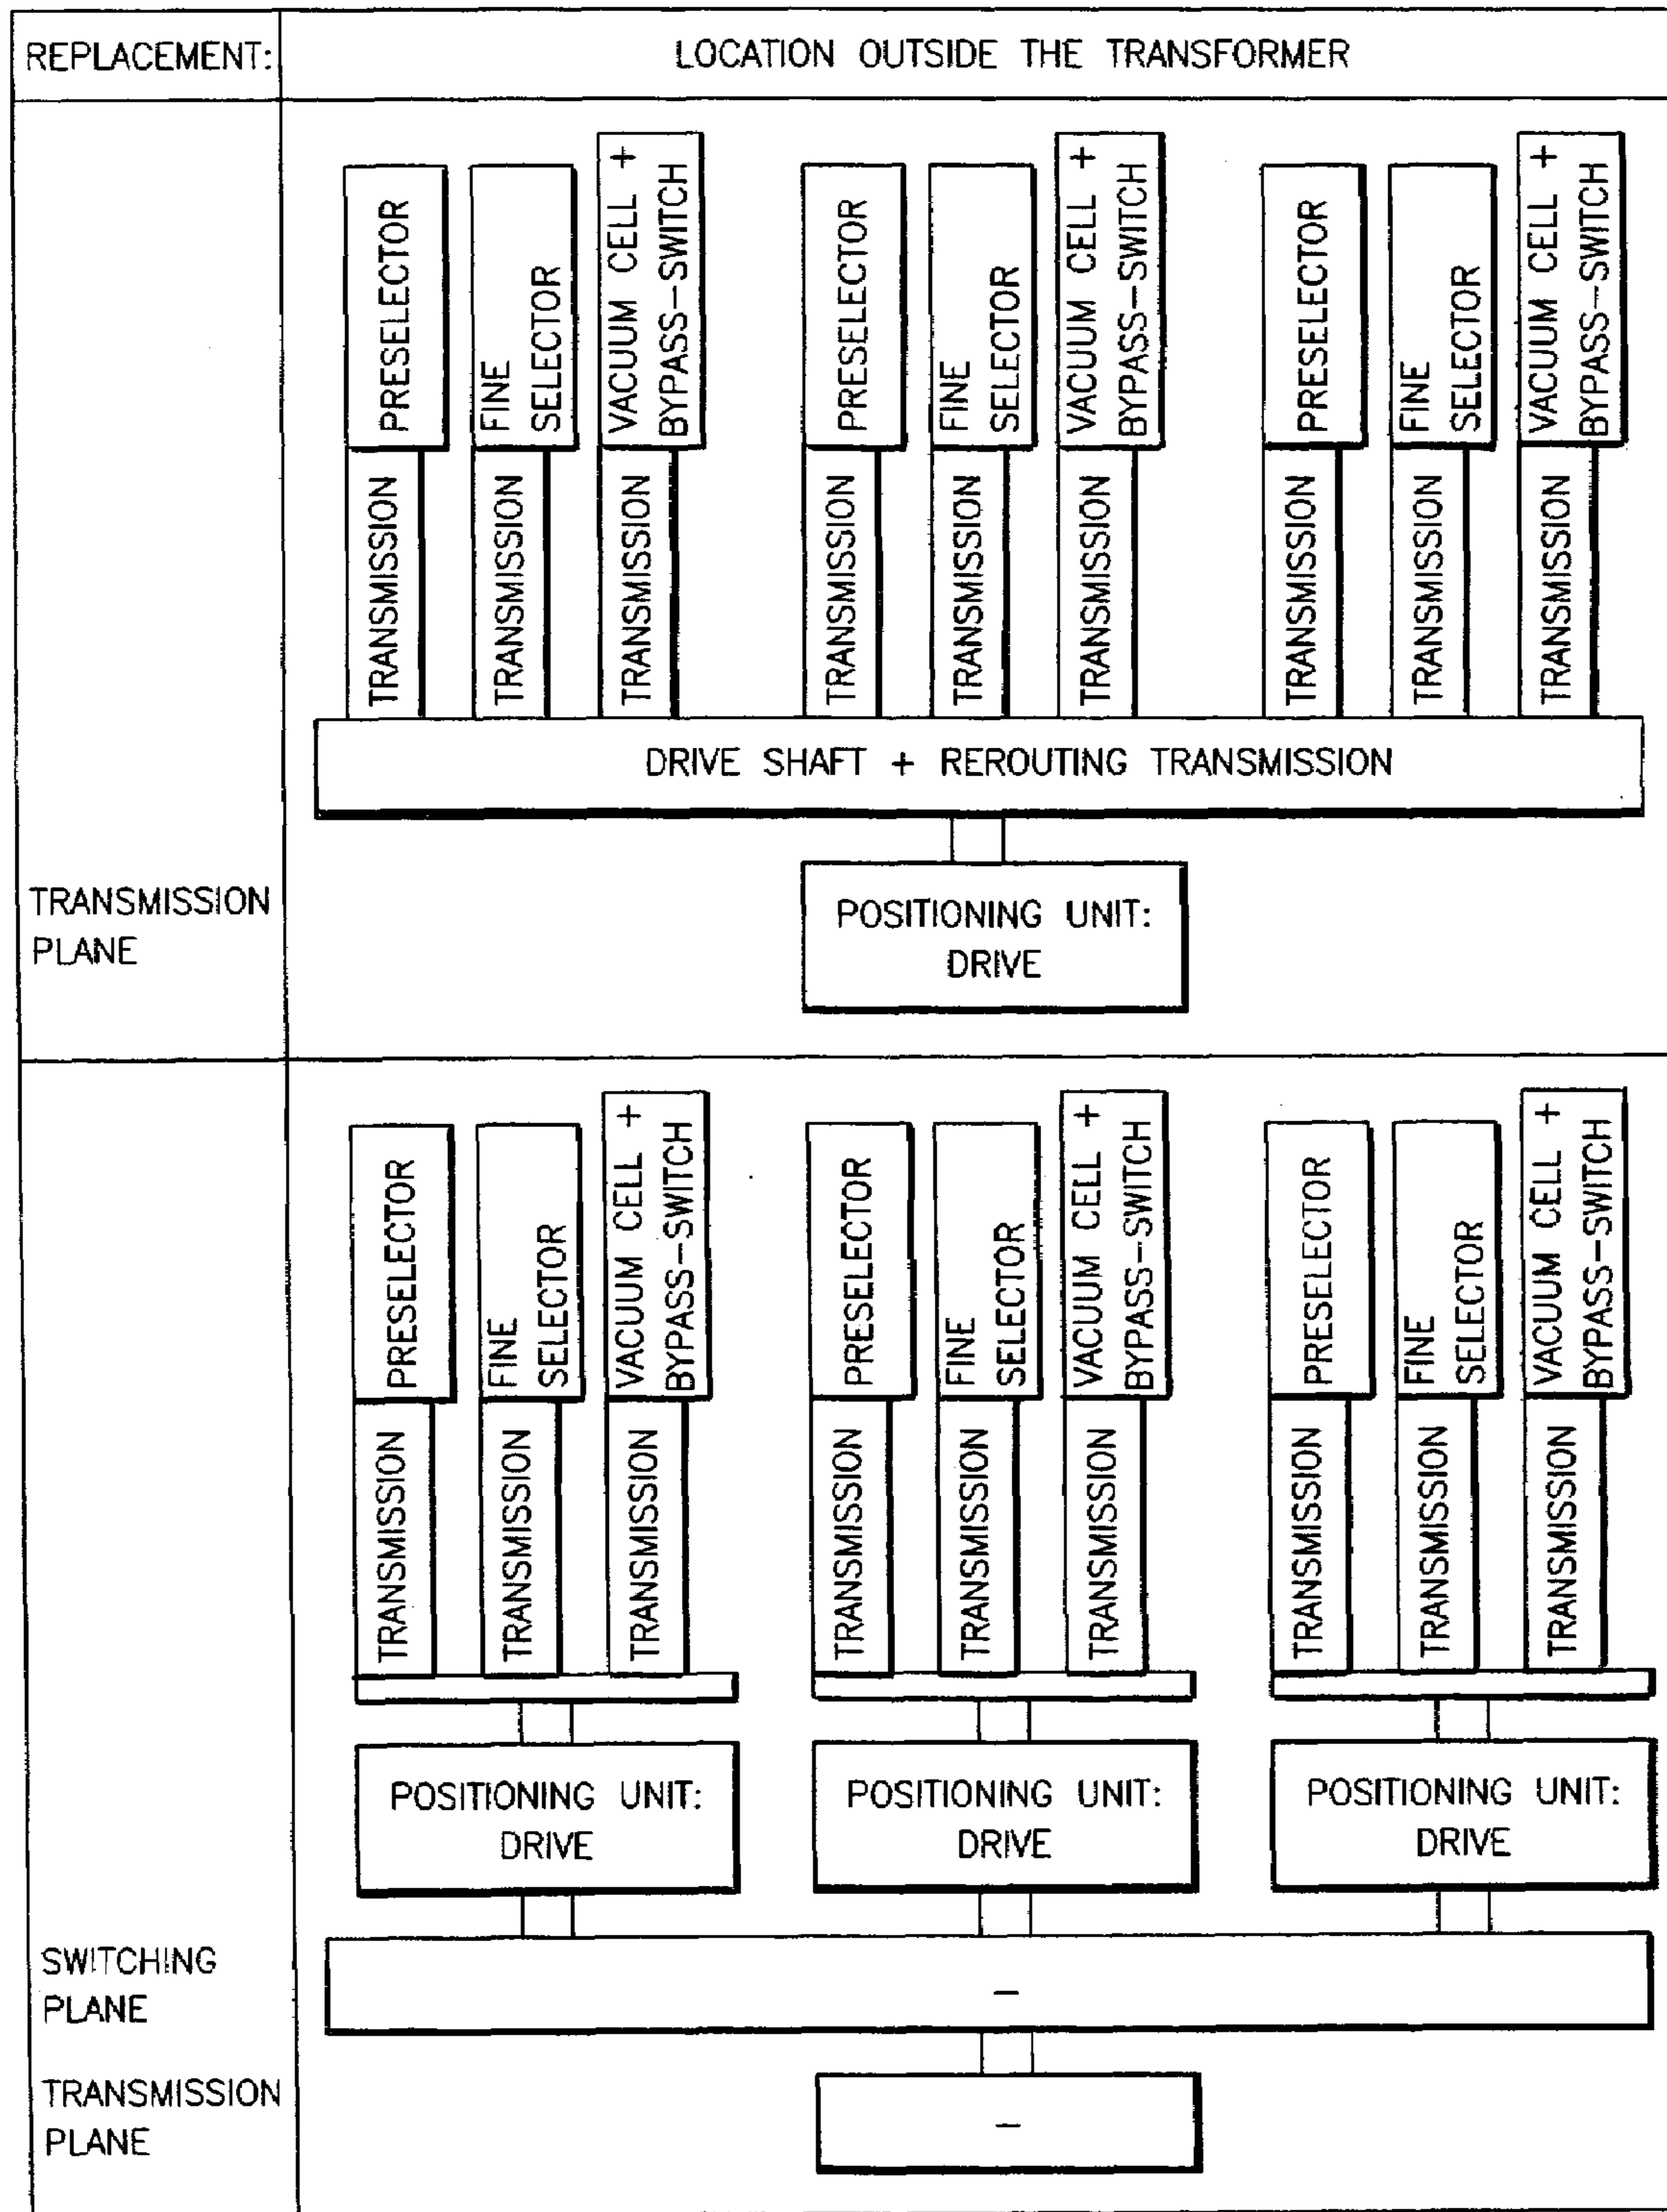 REPLACEMENT:
LOCATION OUTSIDE THE TRANSFORMER
PRESELECTOR
FINE
SELECTOR
VACUUM CELL +
BYPASS-SWITCH
PRESELECTOR
FINE
SELECTOR
VACUUM CELL +
BYPASS-SWITCH
PRESELECTOR
FINE
SELECTOR
VACUUM CELL +
BYPASS-SWITCH
TRANSMISSION
TRANSMISSION
TRANSMISSION
TRANSMISSION
TRANSMISSION
TRANSMISSION
TRANSMISSION
TRANSMISSION
TRANSMISSION
DRIVE SHAFT + REROUTING TRANSMISSION
TRANSMISSION
PLANE
POSITIONING UNIT:
DRIVE
PRESELECTOR
FINE
SELECTOR
VACUUM CELL +
BYPASS-SWITCH
PRESELECTOR
FINE
SELECTOR
VACUUM CELL +
BYPASS-SWITCH
PRESELECTOR
FINE
SELECTOR
VACUUM CELL +
BYPASS-SWITCH
TRANSMISSION
TRANSMISSION
TRANSMISSION
TRANSMISSION
TRANSMISSION
TRANSMISSION
TRANSMISSION
TRANSMISSION
TRANSMISSION
POSITIONING UNIT:
DRIVE
POSITIONING UNIT:
DRIVE
POSITIONING UNIT:
DRIVE
SWITCHING
PLANE
–
TRANSMISSION
PLANE
–